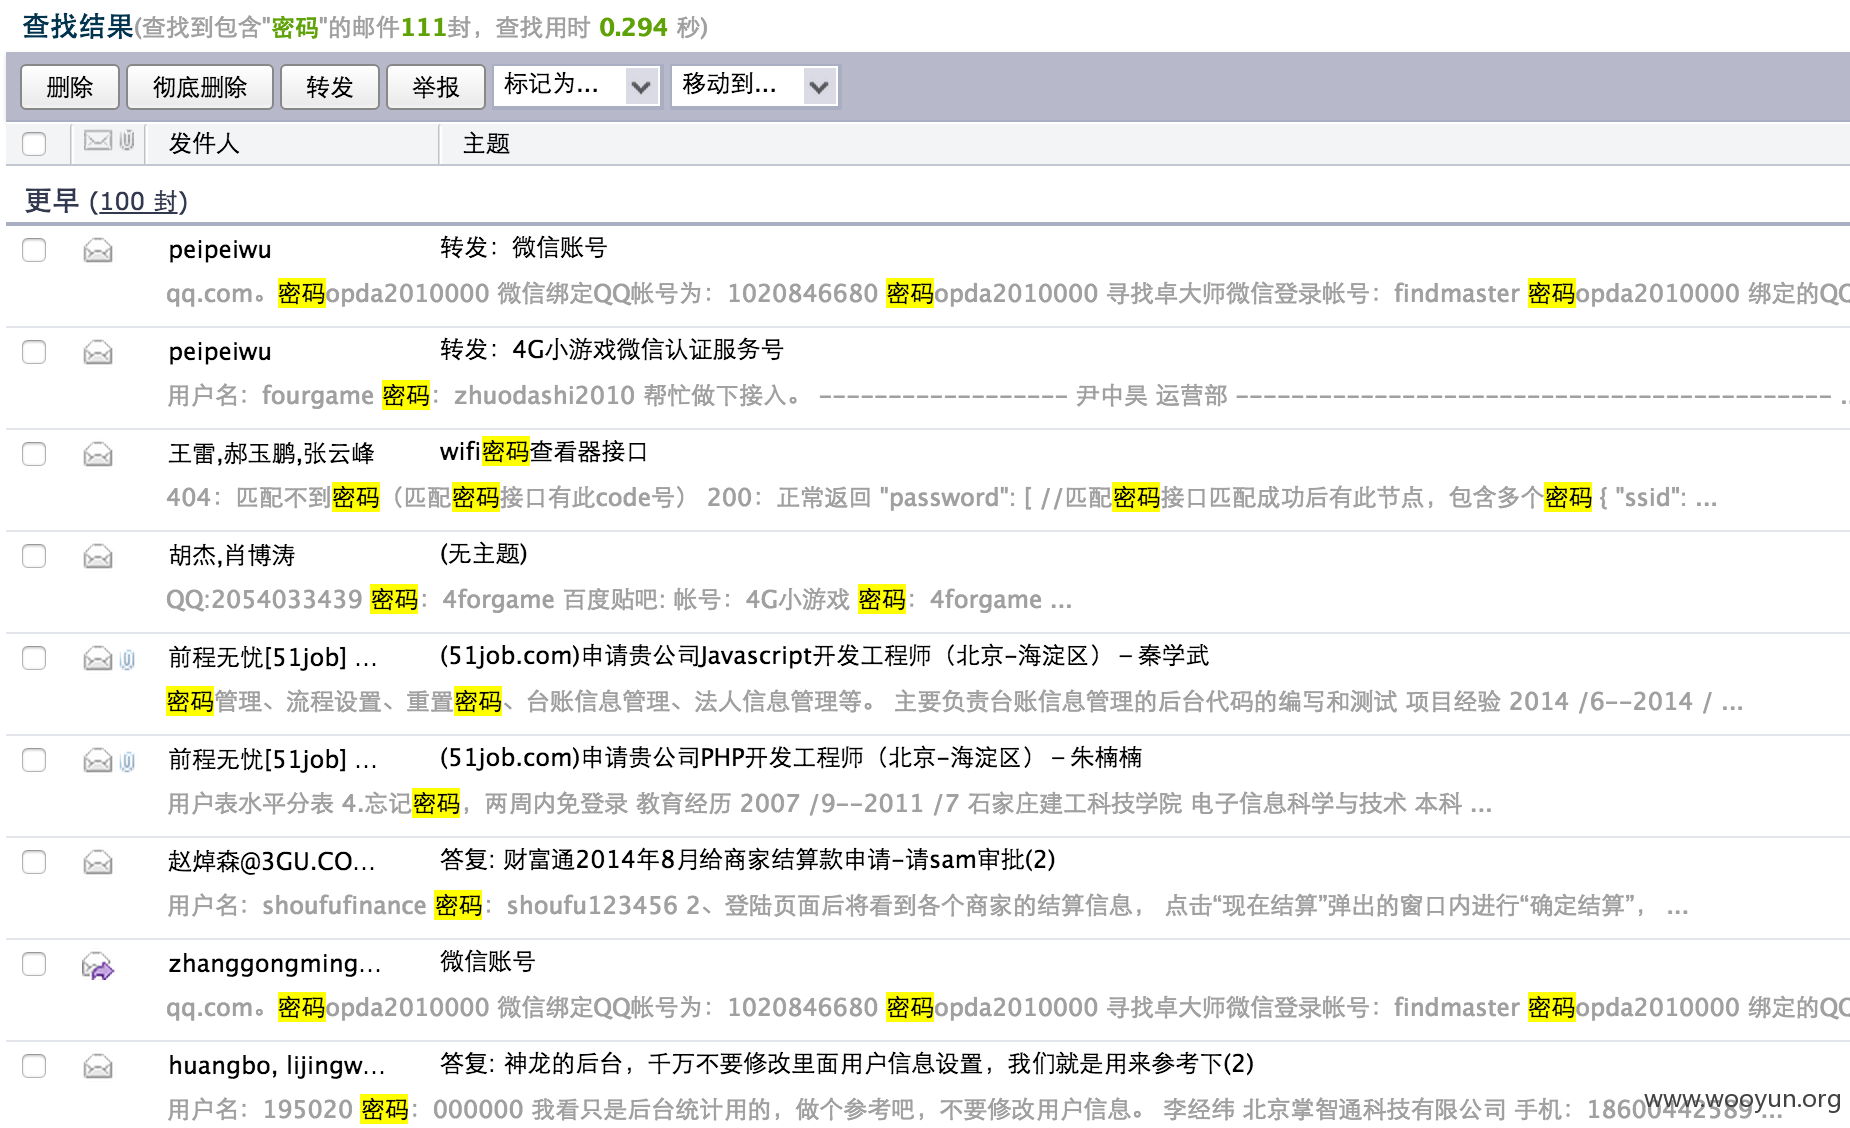 查找结果(查找到包含"密码"的邮件111封，查找用时 0.294 秒)
删除 彻底删除 转发 举报 标记为... 移动到...
发件人 主题
更早 (100 封)
peipeiwu 转发：微信账号
qq.com。密码opda2010000 微信绑定QQ帐号为：1020846680 密码opda2010000 寻找卓大师微信登录帐号：findmaster 密码opda2010000 绑定的QQ
peipeiwu 转发：4G小游戏微信认证服务号
用户名：fourgame 密码：zhuodashi2010 帮忙做下接入。 ------------------ 尹中昊 运营部 ------------------------------------------- ...
王雷,郝玉鹏,张云峰 wifi密码查看器接口
404：匹配不到密码（匹配密码接口有此code号） 200：正常返回 "password": [ //匹配密码接口匹配成功后有此节点，包含多个密码 { "ssid": ...
胡杰,肖博涛 (无主题)
QQ:2054033439 密码：4forgame 百度贴吧: 帐号：4G小游戏 密码：4forgame ...
前程无忧[51job] ... (51job.com)申请贵公司Javascript开发工程师（北京-海淀区）－秦学武
密码管理、流程设置、重置密码、台账信息管理、法人信息管理等。 主要负责台账信息管理的后台代码的编写和测试 项目经验 2014 /6--2014 / ...
前程无忧[51job] ... (51job.com)申请贵公司PHP开发工程师（北京-海淀区）－朱楠楠
用户表水平分表 4.忘记密码，两周内免登录 教育经历 2007 /9--2011 /7 石家庄建工科技学院 电子信息科学与技术 本科 ...
赵焯森@3GU.CO... 答复: 财富通2014年8月给商家结算款申请-请sam审批(2)
用户名：shoufufinance 密码：shoufu123456 2、登陆页面后将看到各个商家的结算信息， 点击“现在结算”弹出的窗口内进行“确定结算”， ...
zhanggongming... 微信账号
qq.com。密码opda2010000 微信绑定QQ帐号为：1020846680 密码opda2010000 寻找卓大师微信登录帐号：findmaster 密码opda2010000 绑定的QQ
huangbo, lijingw... 答复: 神龙的后台，千万不要修改里面用户信息设置，我们就是用来参考下(2)
用户名：195020 密码：000000 我看只是后台统计用的，做个参考吧，不要修改用户信息。 李经纬 北京掌智通科技有限公司 手机：18600442589 ...
www.wooyun.org